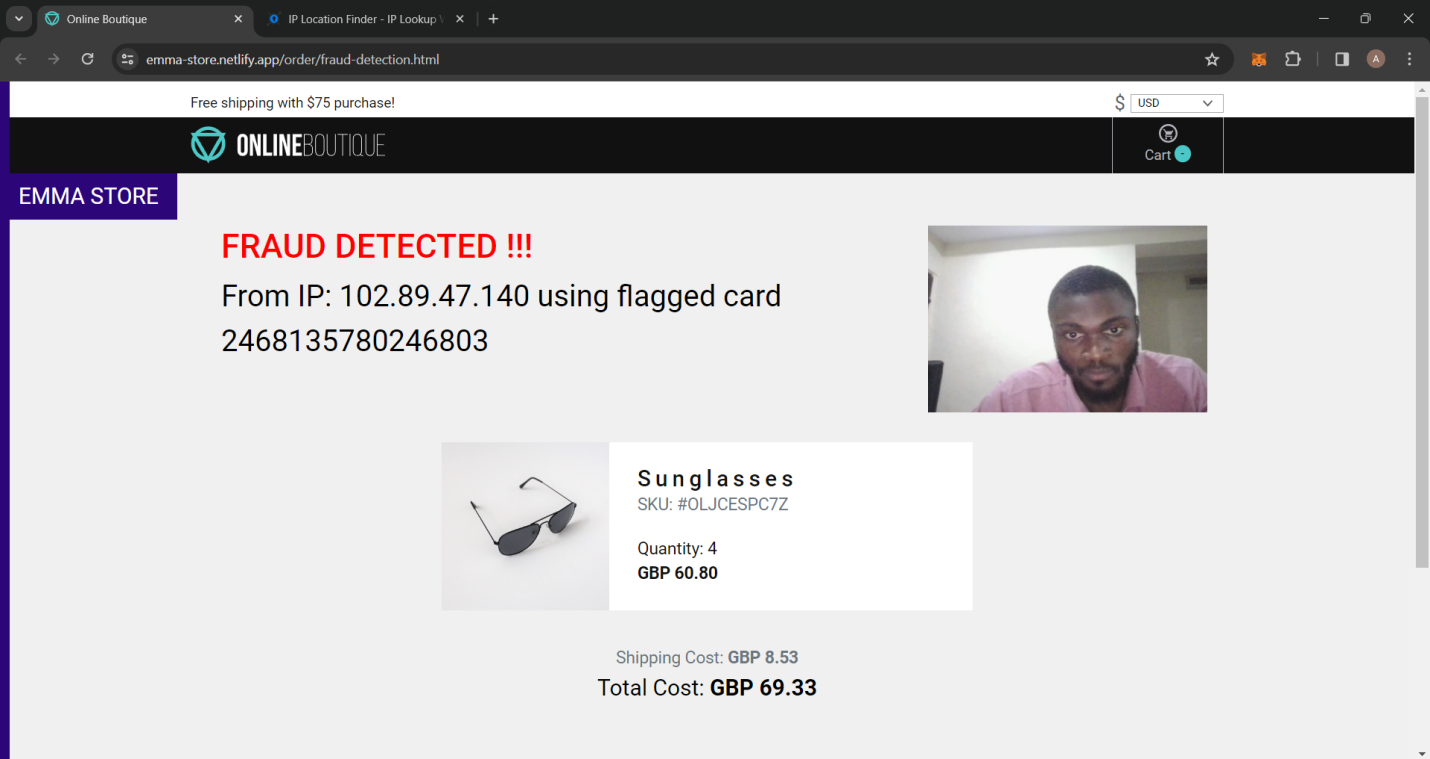 Online Boutique
IP Location Finder - IP Lookup
emma-store.netlify.app/order/fraud-detection.html
A
Free shipping with $75 purchase!
$ USD
ONLINEBOUTIQUE
Cart -
EMMA STORE
FRAUD DETECTED !!!
From IP: 102.89.47.140 using flagged card
2468135780246803
Sunglasses
SKU: #OLJCESPC7Z
Quantity: 4
GBP 60.80
Shipping Cost: GBP 8.53
Total Cost: GBP 69.33